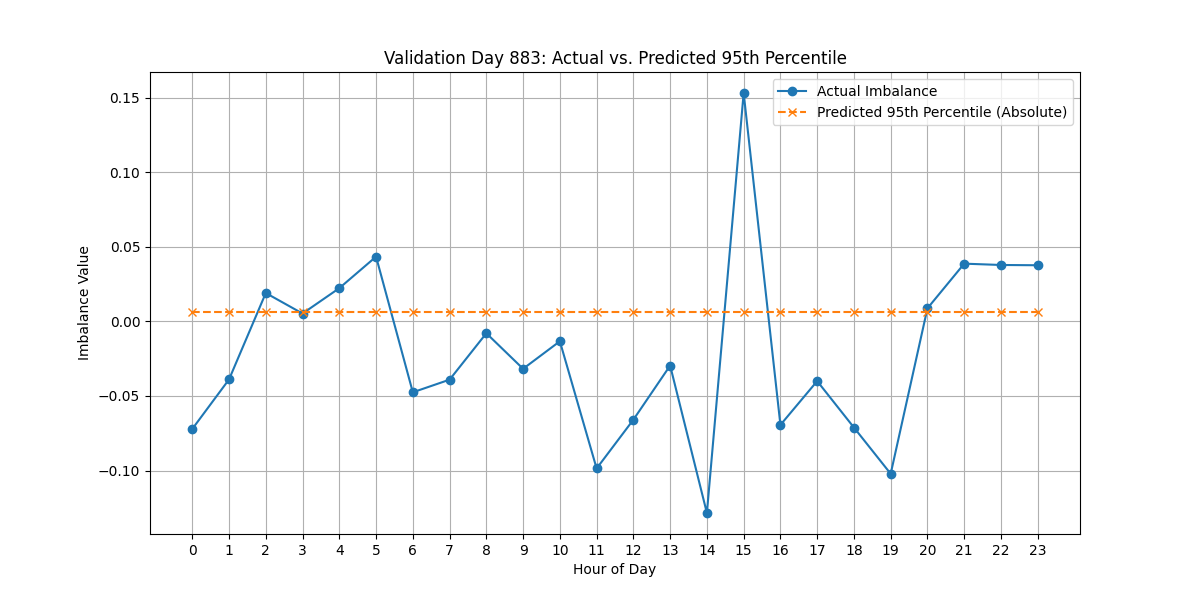 Validation Day 883: Actual vs. Predicted 95th Percentile
Actual Imbalance
Predicted 95th Percentile (Absolute)
Imbalance Value
0.15
0.10
0.05
0.00
−0.05
−0.10
0 1 2 3 4 5 6 7 8 9 10 11 12 13 14 15 16 17 18 19 20 21 22 23
Hour of Day